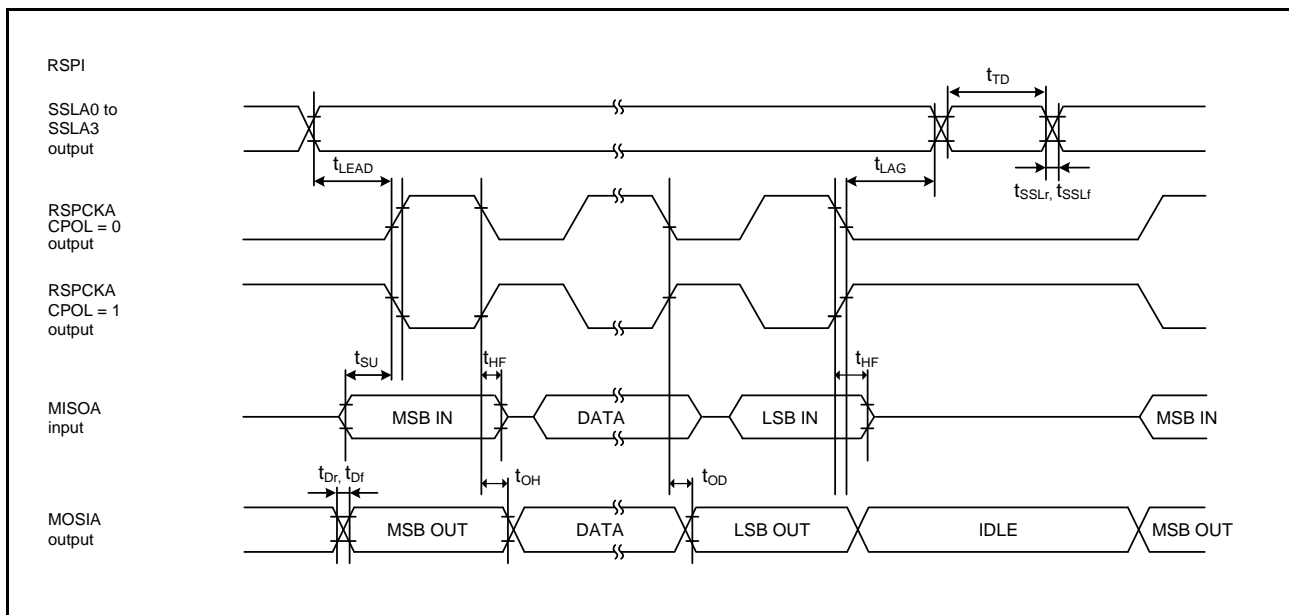 RSPI
SSLA0 to
SSLA3
output
tTD
tLEAD
tLAG
tSSLr, tSSLf
RSPCKA
CPOL = 0
output
RSPCKA
CPOL = 1
output
tSU
tHF
tHF
MISOA
input
MSB IN
DATA
LSB IN
MSB IN
tDr, tDf
tOH
tOD
MOSIA
output
MSB OUT
DATA
LSB OUT
IDLE
MSB OUT